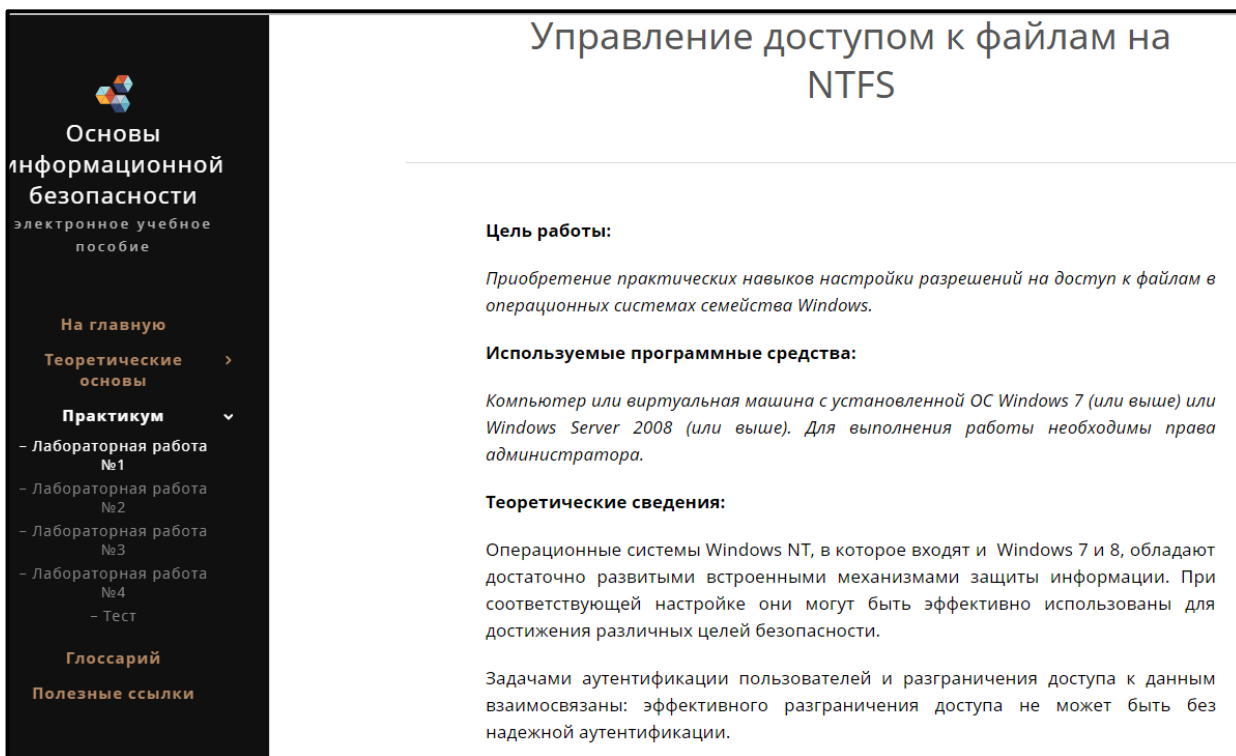 Основы
информационной
безопасности
электронное учебное
пособие
На главную
Теоретические
основы
Практикум
– Лабораторная работа
№1
– Лабораторная работа
№2
– Лабораторная работа
№3
– Лабораторная работа
№4
– Тест
Глоссарий
Полезные ссылки
Управление доступом к файлам на
NTFS
Цель работы:
Приобретение практических навыков настройки разрешений на доступ к файлам в
операционных системах семейства Windows.
Используемые программные средства:
Компьютер или виртуальная машина с установленной ОС Windows 7 (или выше) или
Windows Server 2008 (или выше). Для выполнения работы необходимы права
администратора.
Теоретические сведения:
Операционные системы Windows NT, в которое входят и Windows 7 и 8, обладают
достаточно развитыми встроенными механизмами защиты информации. При
соответствующей настройке они могут быть эффективно использованы для
достижения различных целей безопасности.
Задачами аутентификации пользователей и разграничения доступа к данным
взаимосвязаны: эффективного разграничения доступа не может быть без
надежной аутентификации.